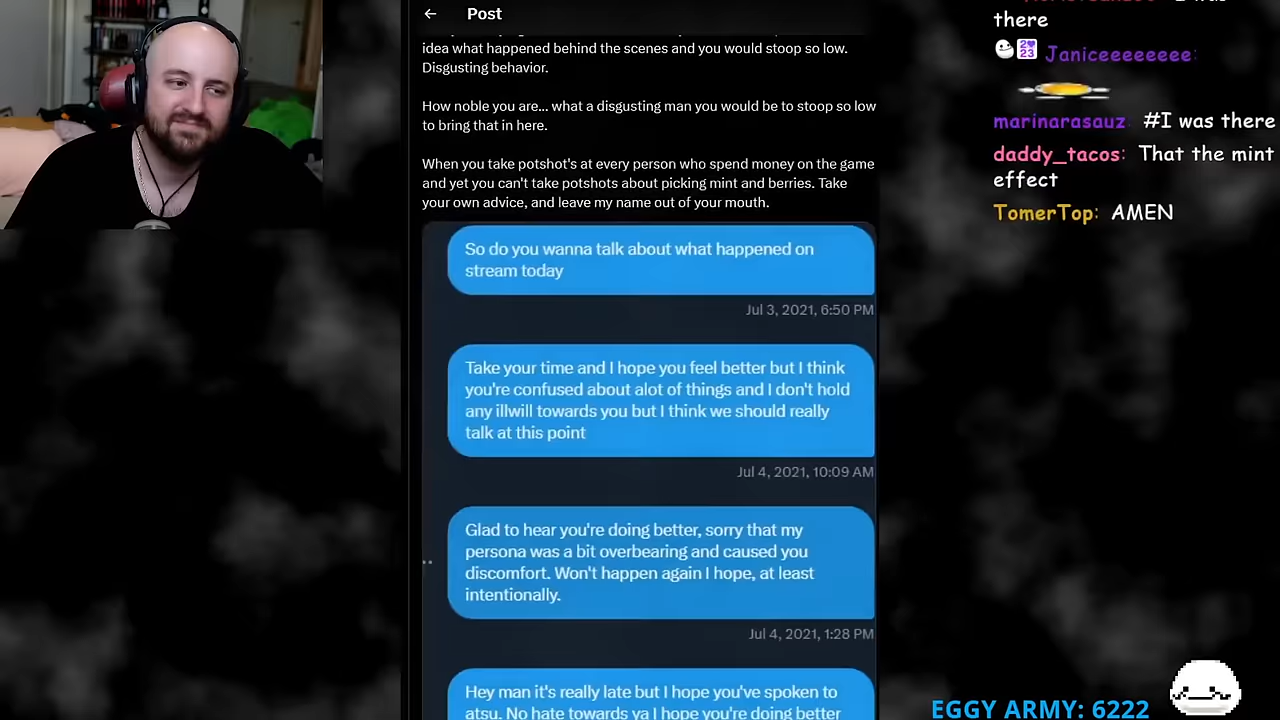 Post
idea what happened behind the scenes and you would stoop so low.
Disgusting behavior.
How noble you are... what a disgusting man you would be to stoop so low
to bring that in here.
When you take potshot's at every person who spend money on the game
and yet you can't take potshots about picking mint and berries. Take
your own advice, and leave my name out of your mouth.
So do you wanna talk about what happened on
stream today
Jul 3, 2021, 6:50 PM
Take your time and I hope you feel better but I think
you're confused about alot of things and I don't hold
any illwill towards you but I think we should really
talk at this point
Jul 4, 2021, 10:09 AM
Glad to hear you're doing better, sorry that my
persona was a bit overbearing and caused you
discomfort. Won't happen again I hope, at least
intentionally.
Jul 4, 2021, 1:28 PM
Hey man it's really late but I hope you've spoken to
atsu. No hate towards ya I hope you're doing better
there
Janiceeeeeeee:
marinarasauz #I was there
daddy_tacos: That the mint
effect
TomerTop: AMEN
EGGY ARMY: 6222